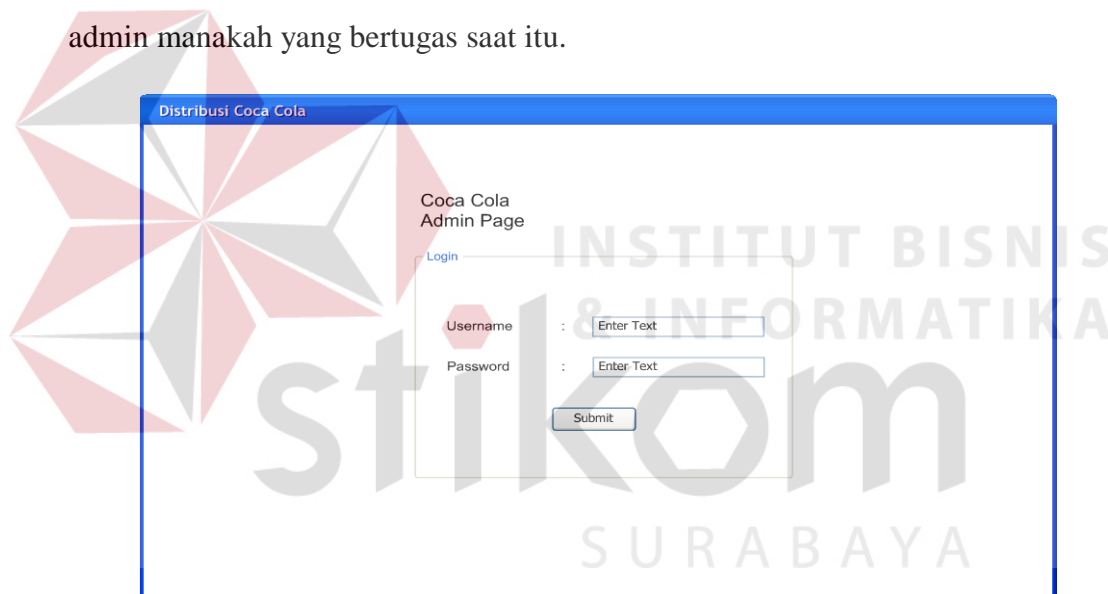 admin manakah yang bertugas saat itu.
Distribusi Coca Cola
Coca Cola
Admin Page
INSTITUT BISNIS
& INFORMATIKA
Login
Username : Enter Text
Password : Enter Text
Submit
stikom
SURABAYA